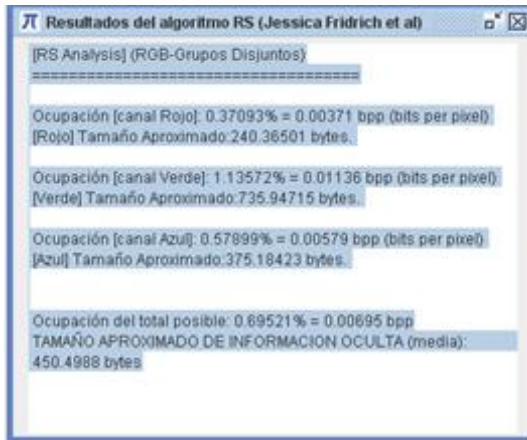 π Resultados del algoritmo RS (Jessica Fridrich et al)
[RS Analysis] (RGB-Grupos Disjuntos)
====================================
Ocupación [canal Rojo]: 0.37093% = 0.00371 bpp (bits per pixel)
[Rojo] Tamaño Aproximado:240.36501 bytes.
Ocupación [canal Verde]: 1.13572% = 0.01136 bpp (bits per pixel)
[Verde] Tamaño Aproximado:735.94715 bytes.
Ocupación [canal Azul]: 0.57899% = 0.00579 bpp (bits per pixel)
[Azul] Tamaño Aproximado:375.18423 bytes.
Ocupación del total posible: 0.69521% = 0.00695 bpp
TAMAÑO APROXIMADO DE INFORMACION OCULTA (media):
450.4988 bytes